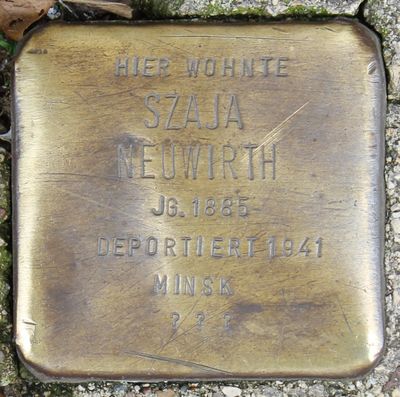 HIER WOHNTE
SZAJA
NEUWIRTH
JG. 1885
DEPORTIERT 1941
MINSK
? ? ?